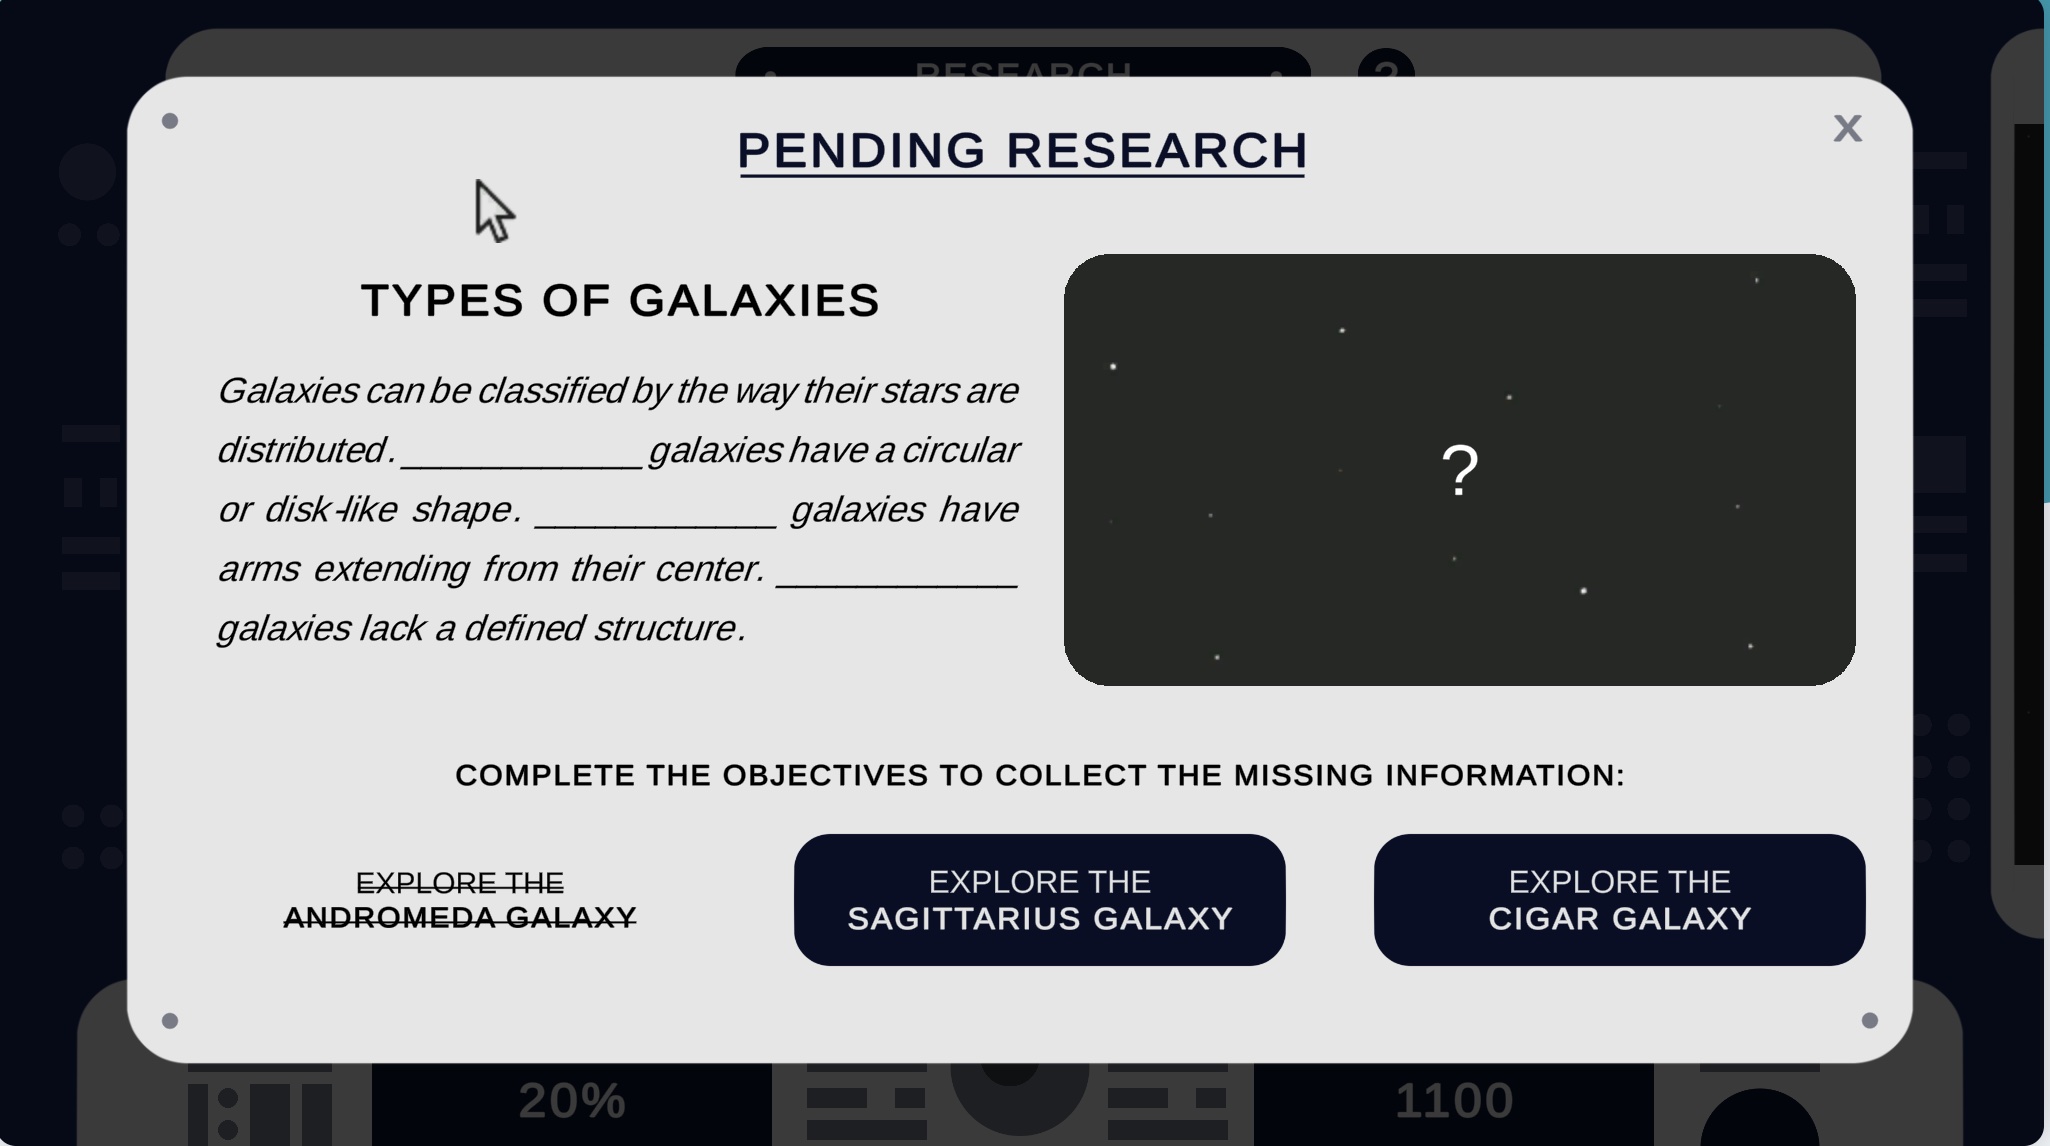 RESEARCH
?
X
PENDING RESEARCH
TYPES OF GALAXIES
Galaxies can be classified by the way their stars are
distributed. ____________ galaxies have a circular
or disk-like shape. ____________ galaxies have
arms extending from their center. ____________
galaxies lack a defined structure.
?
COMPLETE THE OBJECTIVES TO COLLECT THE MISSING INFORMATION:
EXPLORE THE
ANDROMEDA GALAXY
EXPLORE THE
SAGITTARIUS GALAXY
EXPLORE THE
CIGAR GALAXY
20%
1100